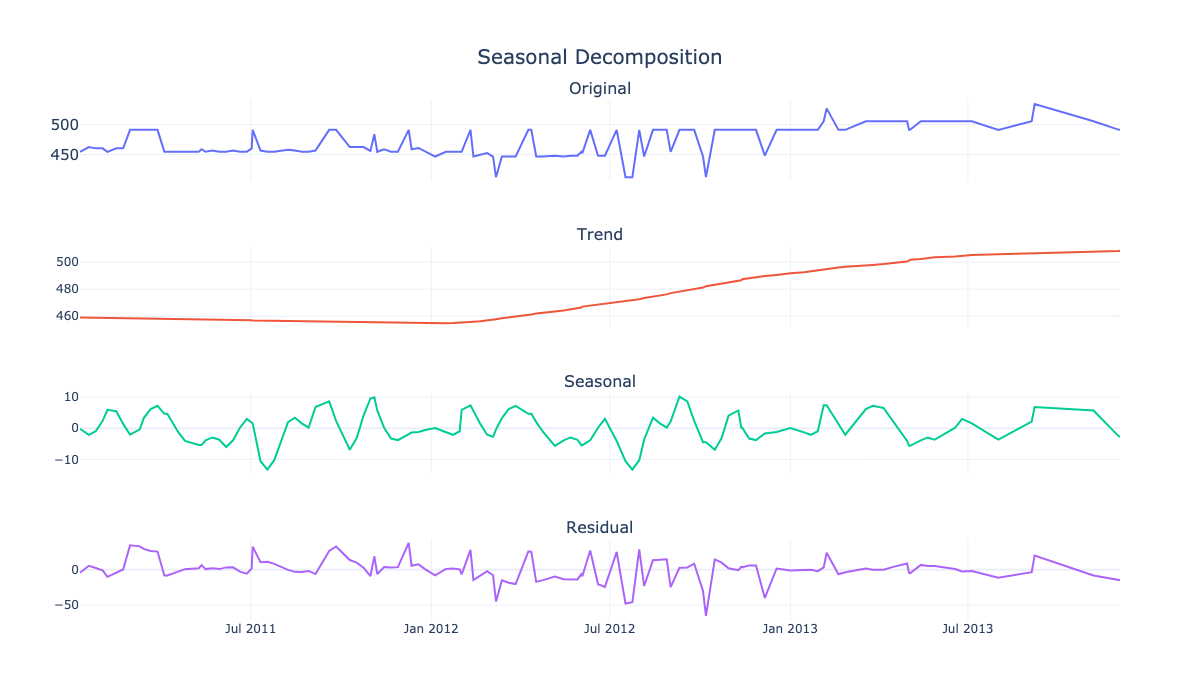 Seasonal Decomposition
Original
500
450
Trend
500
480
460
Seasonal
10
0
−10
Residual
0
−50
Jul 2011 Jan 2012 Jul 2012 Jan 2013 Jul 2013